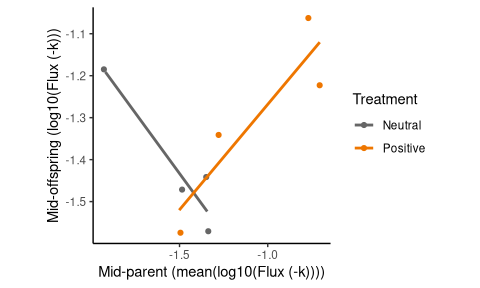 Mid-offspring (log10(Flux (-k)))
-1.1
-1.2
-1.3
-1.4
-1.5
-1.5 -1.0
Mid-parent (mean(log10(Flux (-k))))
Treatment
Neutral
Positive